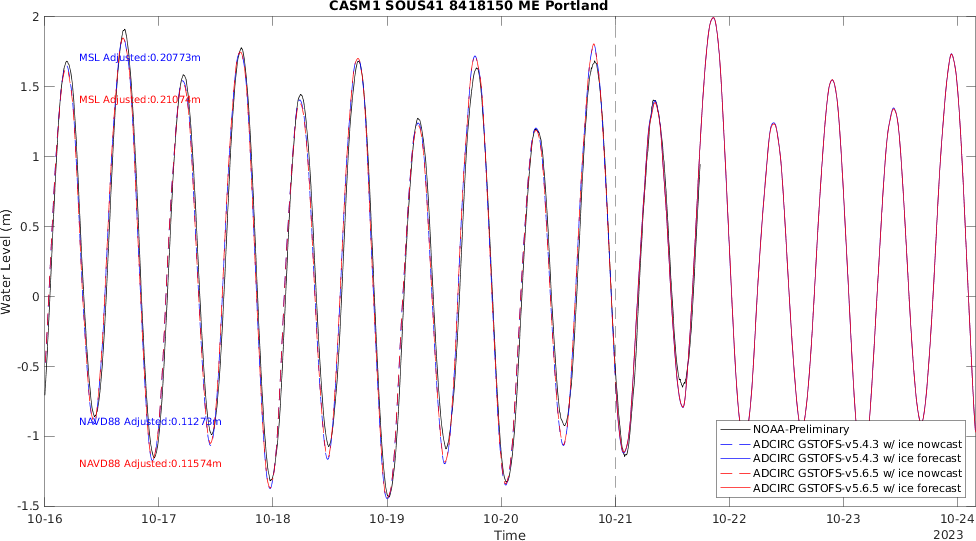 CASM1 SOUS41 8418150 ME Portland
2
1.5
1
0.5
0
-0.5
-1
-1.5
Water Level (m)
MSL Adjusted:0.20773m
MSL Adjusted:0.21074m
NAVD88 Adjusted:0.11273m
NAVD88 Adjusted:0.11574m
NOAA-Preliminary
ADCIRC GSTOFS-v5.4.3 w/ ice nowcast
ADCIRC GSTOFS-v5.4.3 w/ ice forecast
ADCIRC GSTOFS-v5.6.5 w/ ice nowcast
ADCIRC GSTOFS-v5.6.5 w/ ice forecast
10-16 10-17 10-18 10-19 10-20 10-21 10-22 10-23 10-24
Time
2023